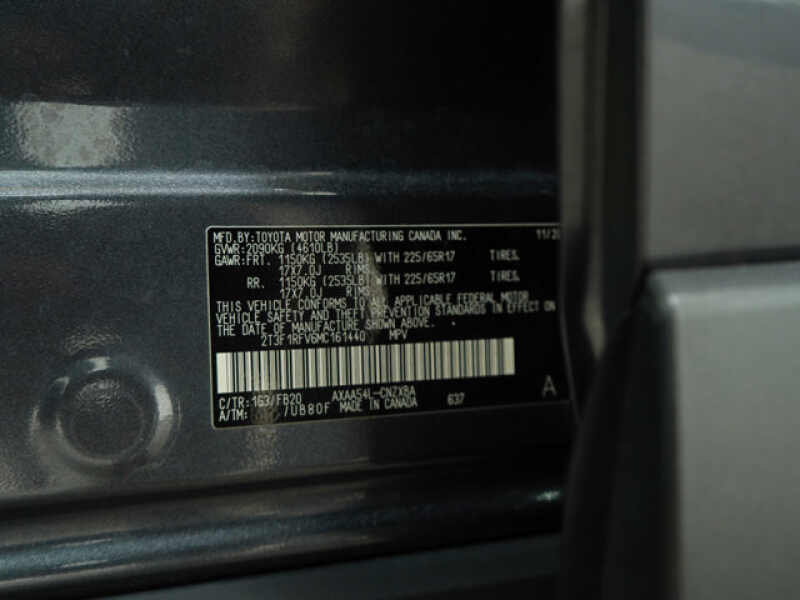 MFD.BY:TOYOTA MOTOR MANUFACTURING CANADA INC. 11/20
GVWR:2090KG (4610LB)
GAWR:FRT. 1150KG (2535LB) WITH 225/65R17 TIRES.
17X7.0J RIMS
RR. 1150KG (2535LB) WITH 225/65R17 TIRES.
17X7.0J RIMS
THIS VEHICLE CONFORMS TO ALL APPLICABLE FEDERAL MOTOR
VEHICLE SAFETY AND THEFT PREVENTION STANDARDS IN EFFECT ON
THE DATE OF MANUFACTURE SHOWN ABOVE.
2T3F1RFV6MC161440 MPV
C/TR:1G3/FB20 AXAA54L-CNZXBA A
A/TM: /UB80F MADE IN CANADA 637